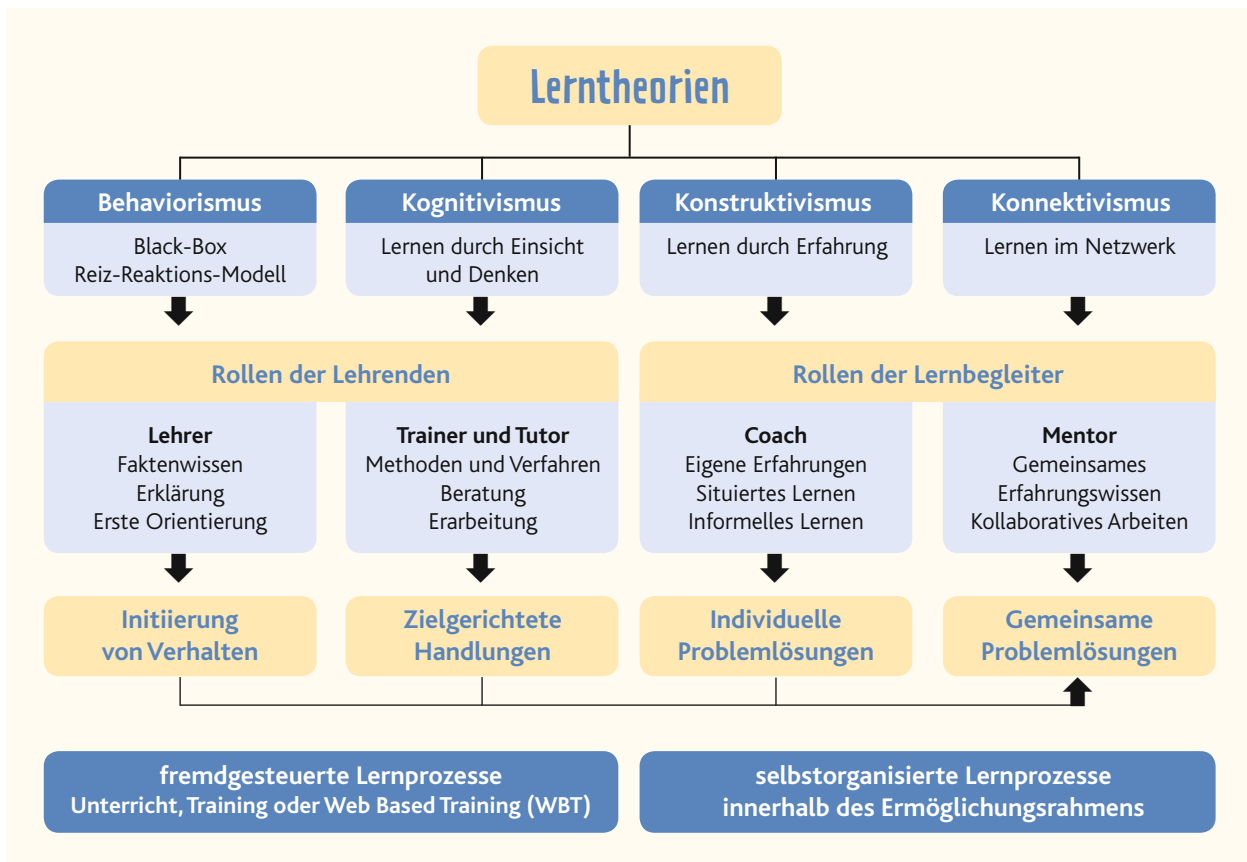 Lerntheorien
Behaviorismus
Black-Box
Reiz-Reaktions-Modell
Kognitivismus
Lernen durch Einsicht
und Denken
Konstruktivismus
Lernen durch Erfahrung
Konnektivismus
Lernen im Netzwerk
Rollen der Lehrenden
Rollen der Lernbegleiter
Lehrer
Faktenwissen
Erklärung
Erste Orientierung
Trainer und Tutor
Methoden und Verfahren
Beratung
Erarbeitung
Coach
Eigene Erfahrungen
Situiertes Lernen
Informelles Lernen
Mentor
Gemeinsames
Erfahrungswissen
Kollaboratives Arbeiten
Initiierung
von Verhalten
Zielgerichtete
Handlungen
Individuelle
Problemlösungen
Gemeinsame
Problemlösungen
fremdgesteuerte Lernprozesse
Unterricht, Training oder Web Based Training (WBT)
selbstorganisierte Lernprozesse
innerhalb des Ermöglichungsrahmens